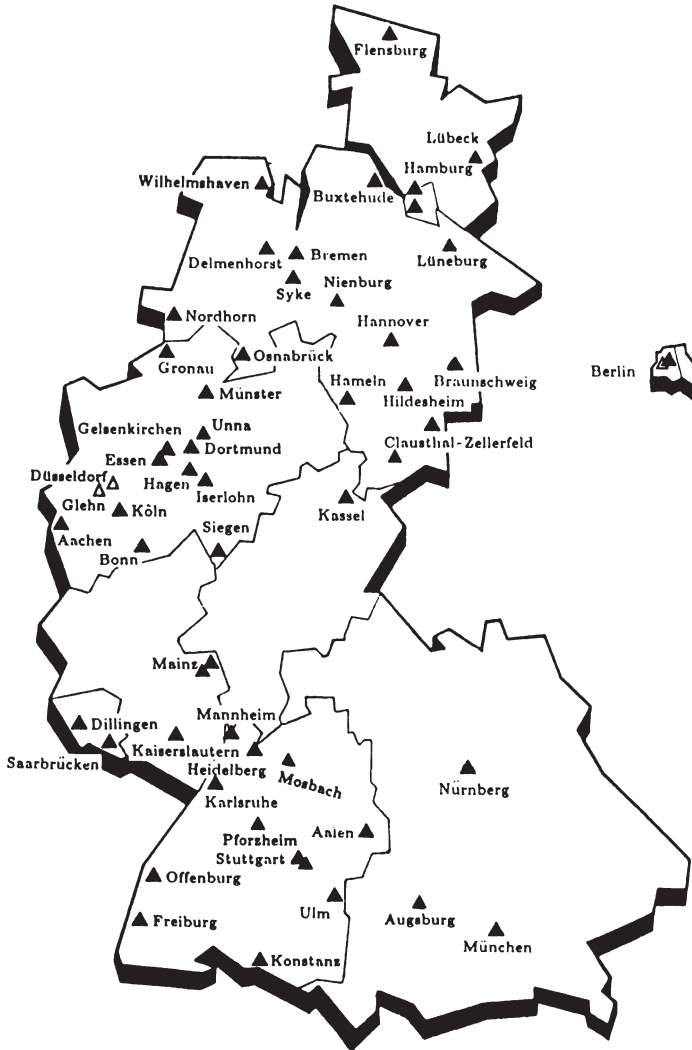 Flensburg
Lübeck
Hamburg
Wilhelmshaven
Buxtehude
Bremen
Delmenhorst
Lüneburg
Syke
Nienburg
Nordhorn
Hannover
Gronau
Osnabrück
Berlin
Braunschweig
Münster
Hameln
Hildesheim
Gelsenkirchen
Unna
Clausthal-Zellerfeld
Dortmund
Essen
Düsseldorf
Hagen
Iserlohn
Glehn
Köln
Kassel
Siegen
Aachen
Bonn
Mainz
Mannheim
Dillingen
Kaiserslautern
Saarbrücken
Heidelberg
Mosbach
Nürnberg
Karlsruhe
Pforzheim
Aalen
Stuttgart
Offenburg
Ulm
Augsburg
Freiburg
München
Konstanz